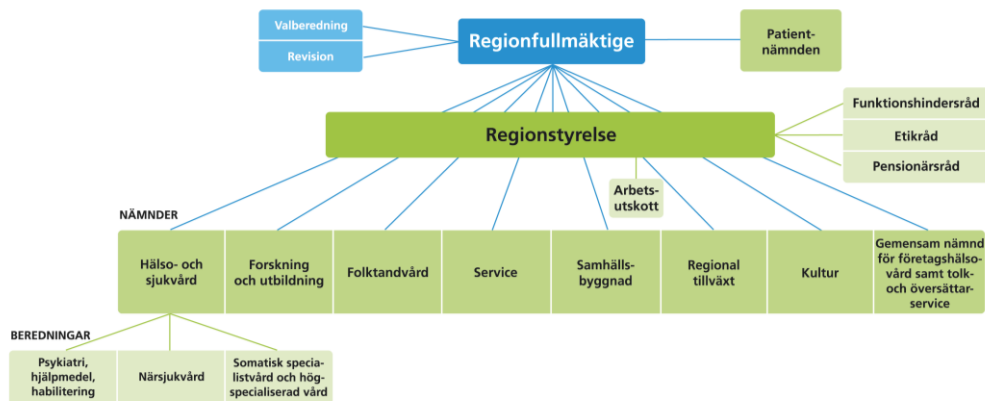 Valberedning
Revision
Regionfullmäktige
Patient-
nämnden
Regionstyrelse
Funktionshindersråd
Etikråd
Pensionärsråd
Arbets-
utskott
NÄMNDER
Hälso- och
sjukvård
Forskning
och utbildning
Folktandvård
Service
Samhälls-
byggnad
Regional
tillväxt
Kultur
Gemensam nämnd
för företagshälso-
vård samt tolk-
och översättar-
service
BEREDNINGAR
Psykiatri,
hjälpmedel,
habilitering
Närsjukvård
Somatisk specia-
listvård och hög-
specialiserad vård